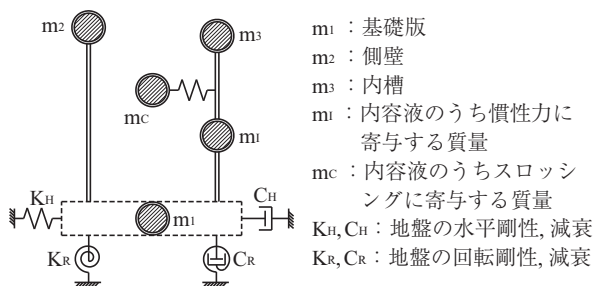 m2
m3
mC
mI
KH
CH
m1
KR
CR
m1：基礎版
m2：側壁
m3：内槽
mI：内容液のうち慣性力に
寄与する質量
mC：内容液のうちスロッシ
ングに寄与する質量
KH, CH：地盤の水平剛性, 減衰
KR, CR：地盤の回転剛性, 減衰